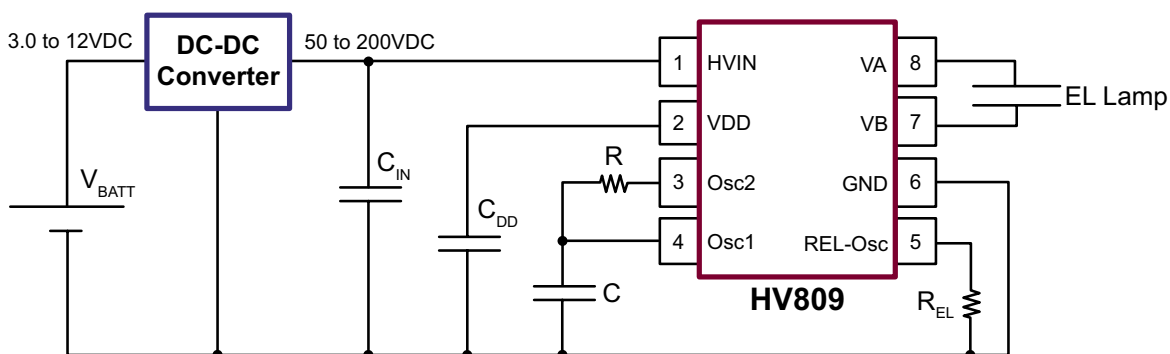 3.0 to 12VDC
DC-DC
Converter
50 to 200VDC
1
HVIN
VA
8
EL Lamp
2
VDD
VB
7
R
3
Osc2
GND
6
4
Osc1
REL-Osc
5
VBATT
CIN
CDD
C
HV809
REL